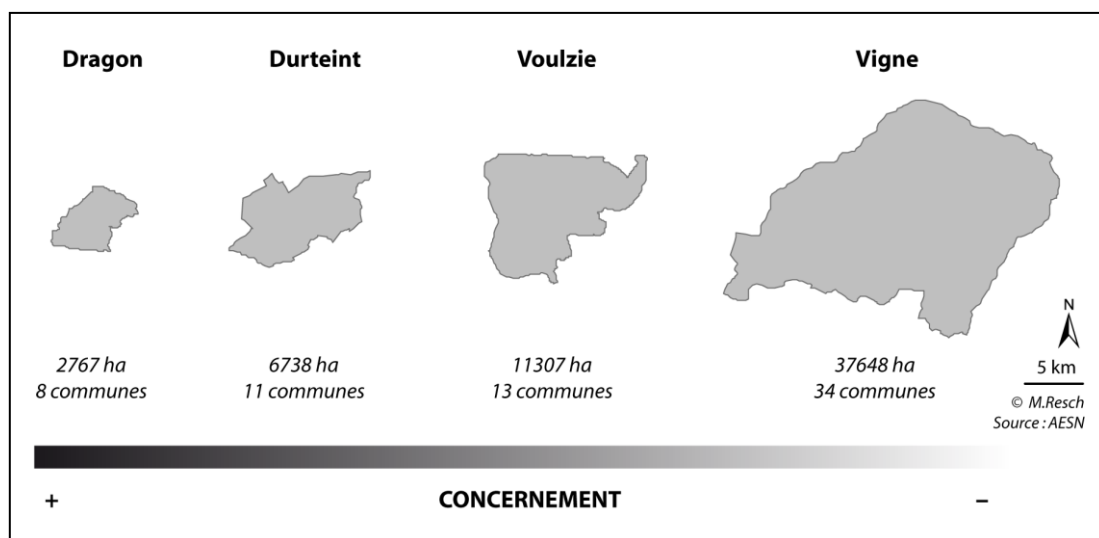 Dragon
Durteint
Voulzie
Vigne
2767 ha
8 communes
6738 ha
11 communes
11307 ha
13 communes
37648 ha
34 communes
N
5 km
© M.Resch
Source : AESN
+
CONCERNEMENT
–